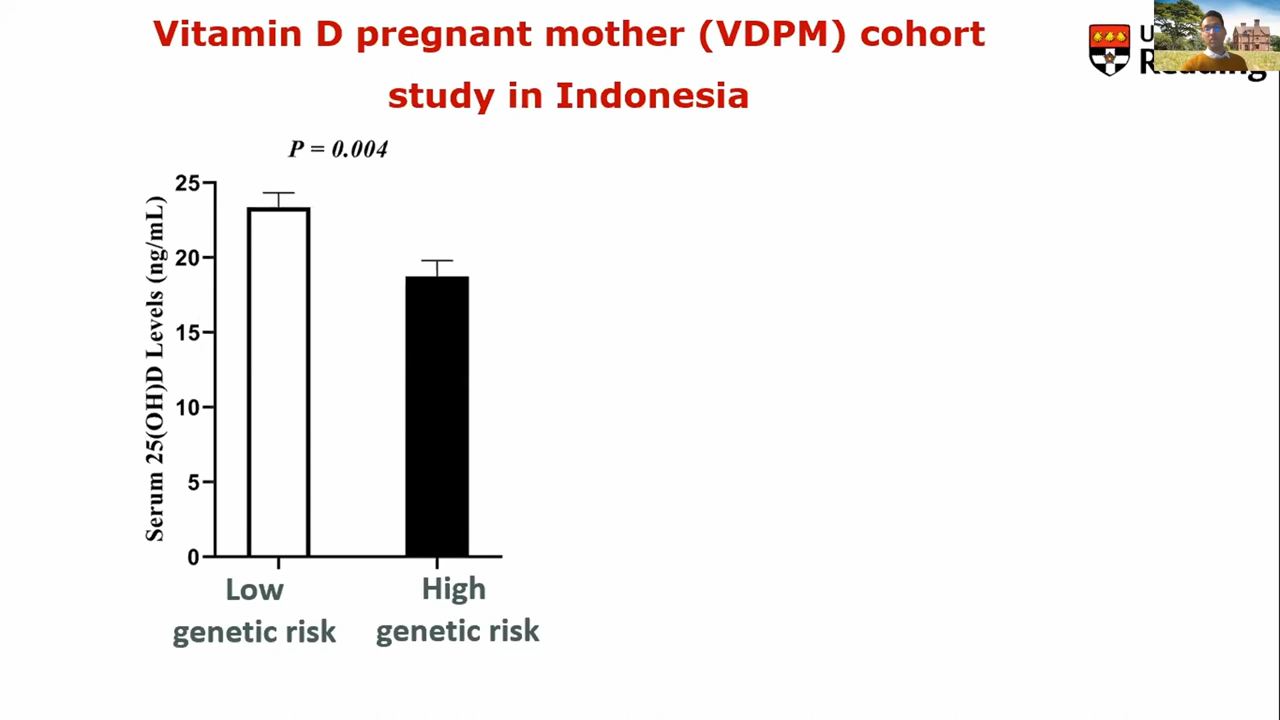 Vitamin D pregnant mother (VDPM) cohort
study in Indonesia
U
Reading
P = 0.004
Serum 25(OH)D Levels (ng/mL)
25
20
15
10
5
0
Low
genetic risk
High
genetic risk